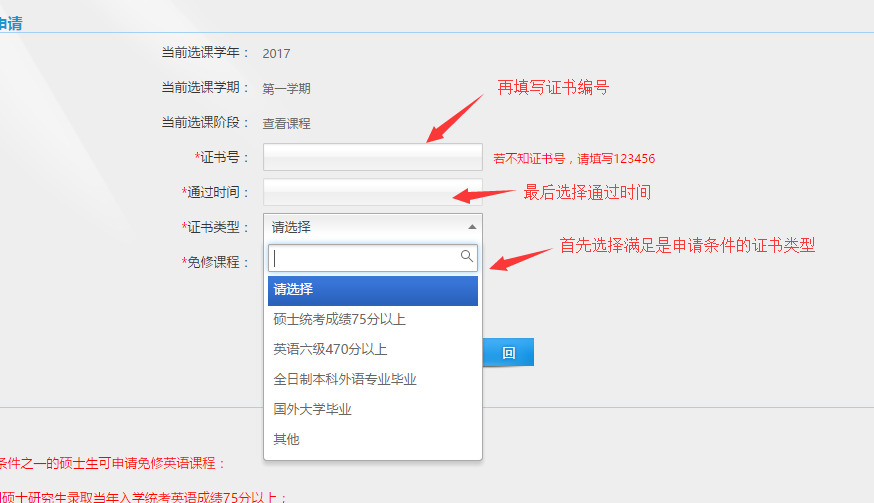 申请
当前选课学年： 2017
当前选课学期： 第一学期
再填写证书编号
当前选课阶段： 查看课程
*证书号：
若不知证书号，请填写123456
*通过时间：
最后选择通过时间
*证书类型： 请选择
首先选择满足是申请条件的证书类型
*免修课程：
请选择
硕士统考成绩75分以上
英语六级470分以上
回
全日制本科外语专业毕业
国外大学毕业
其他
条件之一的硕士生可申请免修英语课程：
硕士研究生录取当年入学统考英语成绩75分以上；